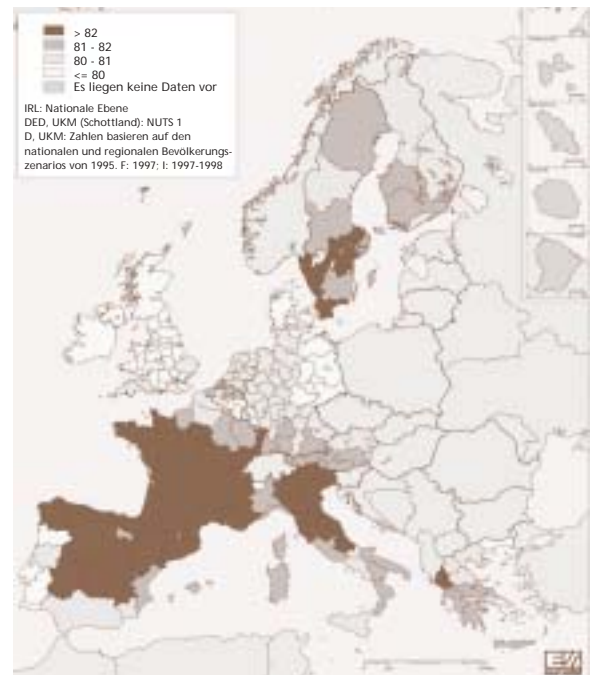 > 82
81 - 82
80 - 81
<= 80
Es liegen keine Daten vor
IRL: Nationale Ebene
DED, UKM (Schottland): NUTS 1
D, UKM: Zahlen basieren auf den
nationalen und regionalen Bevölkerungs-
szenarios von 1995. F: 1997; I: 1997-1998